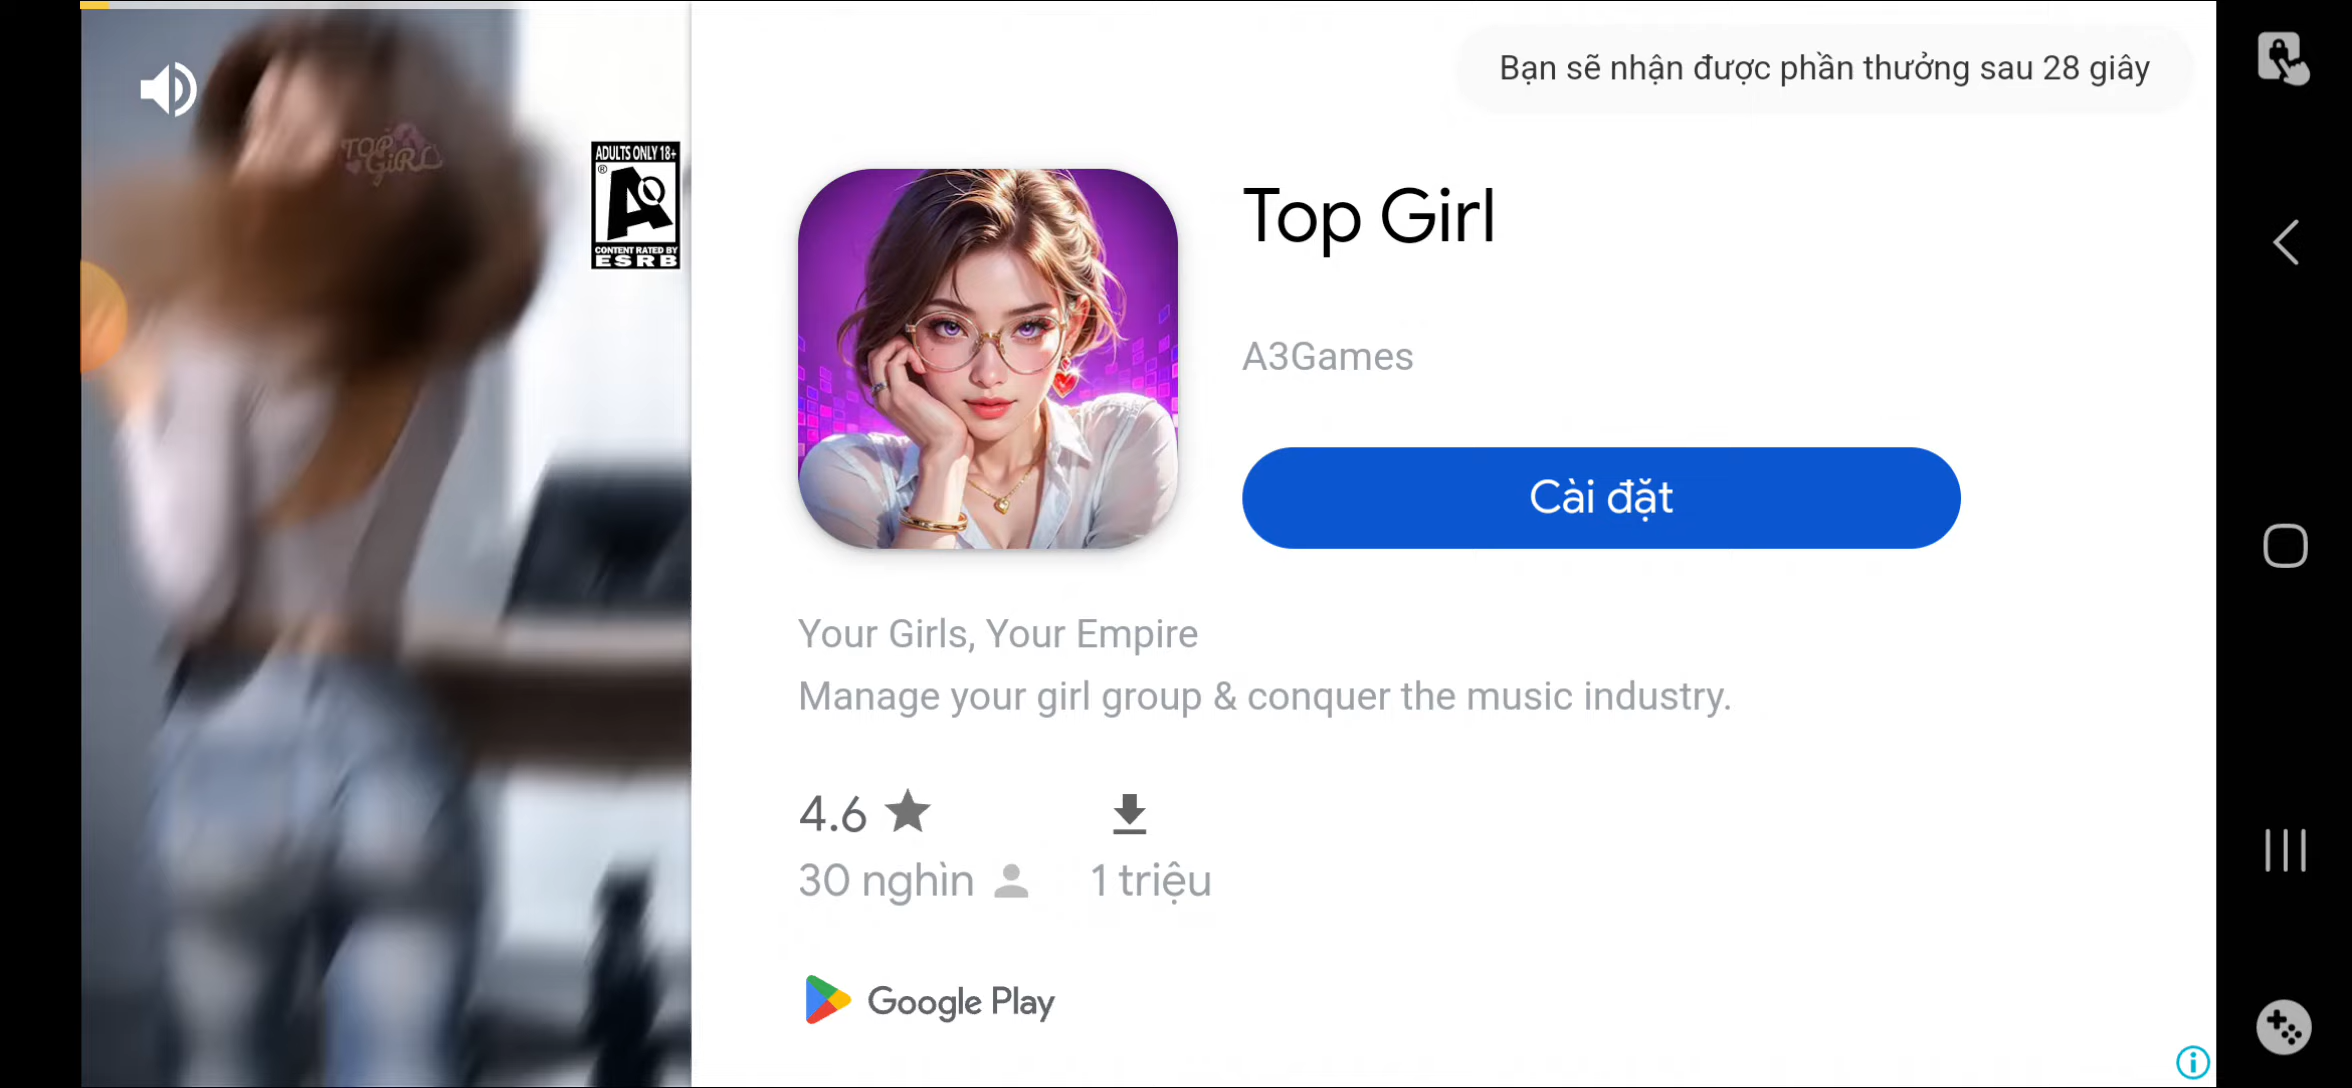 Bạn sẽ nhận được phần thưởng sau 28 giây
TOP GiRL
ADULTS ONLY 18+
AO
CONTENT RATED BY
ESRB
Top Girl
A3Games
Cài đặt
Your Girls, Your Empire
Manage your girl group & conquer the music industry.
4.6
30 nghìn
1 triệu
Google Play